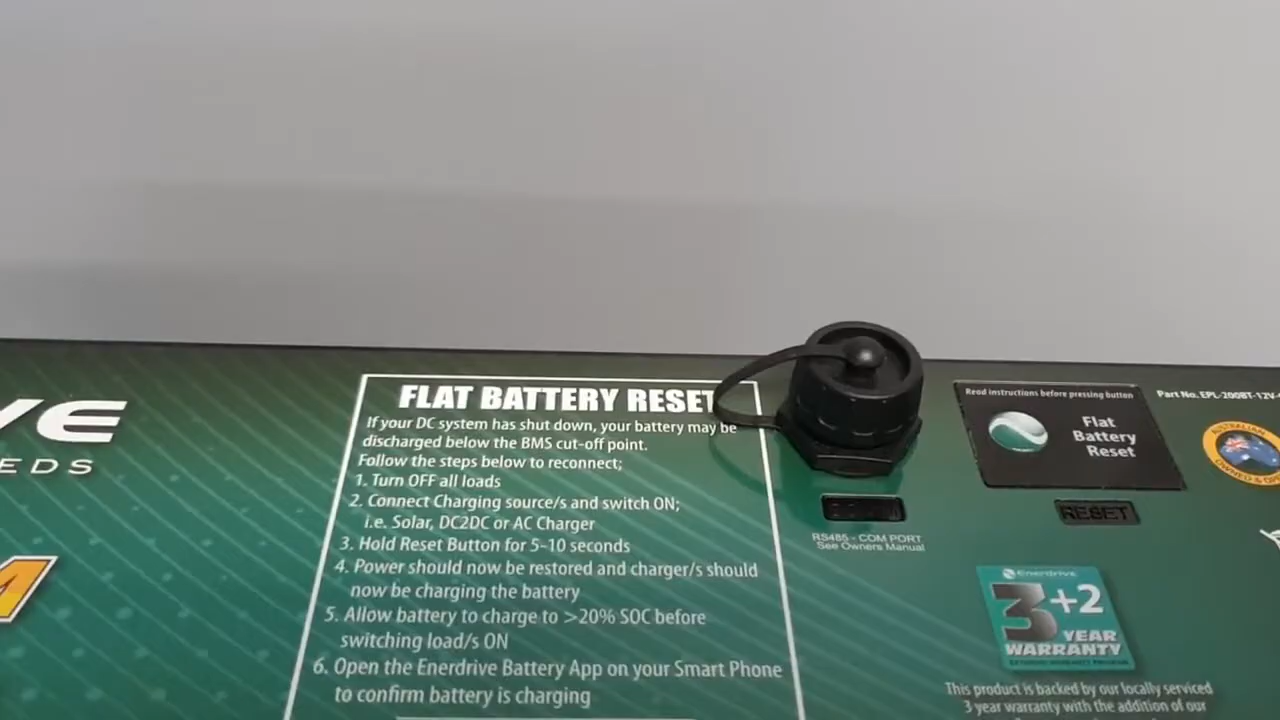 VE
EDS
FLAT BATTERY RESET
If your DC system has shut down, your battery may be
discharged below the BMS cut-off point.
Follow the steps below to reconnect;
1. Turn OFF all loads
2. Connect Charging source/s and switch ON;
i.e. Solar, DC2DC or AC Charger
3. Hold Reset Button for 5-10 seconds
4. Power should now be restored and charger/s should
now be charging the battery
5. Allow battery to charge to >20% SOC before
switching load/s ON
6. Open the Enerdrive Battery App on your Smart Phone
to confirm battery is charging
RS485 - COM PORT
See Owners Manual
Read instructions before pressing button
Flat
Battery
Reset
RESET
Part No. EPL-200BT-12V-
AUSTRALIAN
OWNED &
Enerdrive
3+2
YEAR
WARRANTY
EXTENDED WARRANTY PROGRAM
This product is backed by our locally serviced
3 year warranty with the addition of our